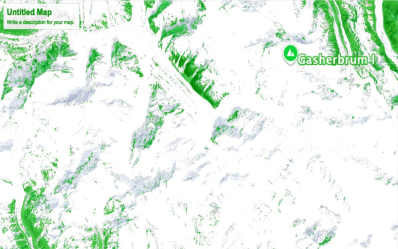 Untitled Map
Write a description for your map.
Gasherbrum I